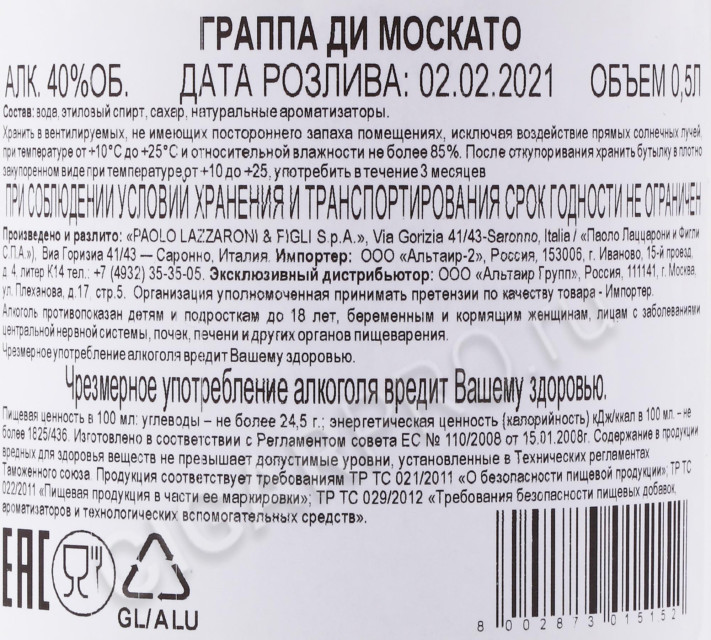 ГРАППА ДИ МОСКАТО
АЛК. 40%ОБ. ДАТА РОЗЛИВА: 02.02.2021 ОБЪЕМ 0,5Л
Состав: вода, этиловый спирт, сахар, натуральные ароматизаторы.
Хранить в вентилируемых, не имеющих постороннего запаха помещениях, исключая воздействие прямых солнечных лучей,
при температуре от +10°С до +25°С и относительной влажности не более 85%. После откупоривания хранить бутылку в плотно
закупоренном виде при температуре от +10 до +25, употребить в течение 3 месяцев
ПРИ СОБЛЮДЕНИИ УСЛОВИЙ ХРАНЕНИЯ И ТРАНСПОРТИРОВАНИЯ СРОК ГОДНОСТИ НЕ ОГРАНИЧЕН
Произведено и разлито: «PAOLO LAZZARONI & FIGLI S.p.A.», Via Gorizia 41/43-Saronno, Italia / «Паоло Лаццарони и Фигли
С.П.А.», Виа Горизия 41/43 — Саронно, Италия. Импортер: ООО «Альтаир-2», Россия, 153006, г. Иваново, 15-й проезд,
д. 4, литер К14 тел.: +7 (4932) 35-35-05. Эксклюзивный дистрибьютор: ООО «Альтаир Групп», Россия, 111141, г. Москва,
ул. Плеханова, д.17, стр.5. Организация уполномоченная принимать претензии по качеству товара - Импортер.
Алкоголь противопоказан детям и подросткам до 18 лет, беременным и кормящим женщинам, лицам с заболеваниями
центральной нервной системы, почек, печени и других органов пищеварения.
Чрезмерное употребление алкоголя вредит Вашему здоровью.
Чрезмерное употребление алкоголя вредит Вашему здоровью.
Пищевая ценность в 100 мл: углеводы – не более 24,5 г.; энергетическая ценность (калорийность) кДж/ккал в 100 мл. – не
более 1825/436. Изготовлено в соответствии с Регламентом совета ЕС № 110/2008 от 15.01.2008г. Содержание в продукции
вредных для здоровья веществ не превышает допустимые уровни, установленные в Технических регламентах
Таможенного союза. Продукция соответствует требованиям ТР ТС 021/2011 «О безопасности пищевой продукции»; ТР ТС
022/2011 «Пищевая продукция в части ее маркировки»; ТР ТС 029/2012 «Требования безопасности пищевых добавок,
ароматизаторов и технологических вспомогательных средств».
EAC
GL/ALU
8 002873 015152